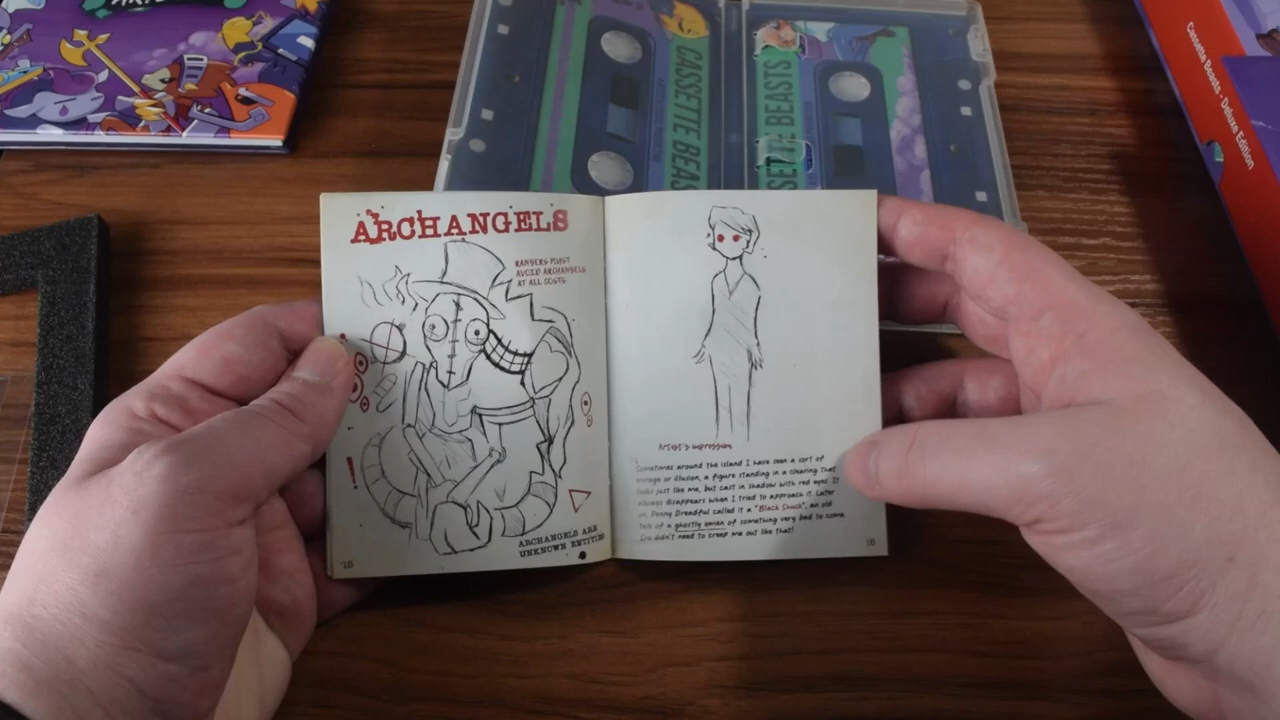 CASSETTE BEAS
SETTE BEASTS
Cassette Beasts - Deluxe Edition
ARCHANGELS
RANGERS MUST
AVOID ARCHANGELS
AT ALL COSTS
ARCHANGELS ARE
UNKNOWN ENTITIES
15
Artist's impression
Sometimes around the island I have seen a sort of
mirage or illusion, a figure standing in a clearing that
looks just like me, but cast in shadow with red eyes. It
always disappears when I tried to approach it. Later
on, Penny Dreadful called it a "Black Shuck", an old
tale of a ghostly omen of something very bad to come.
She didn't need to creep me out like that!
16